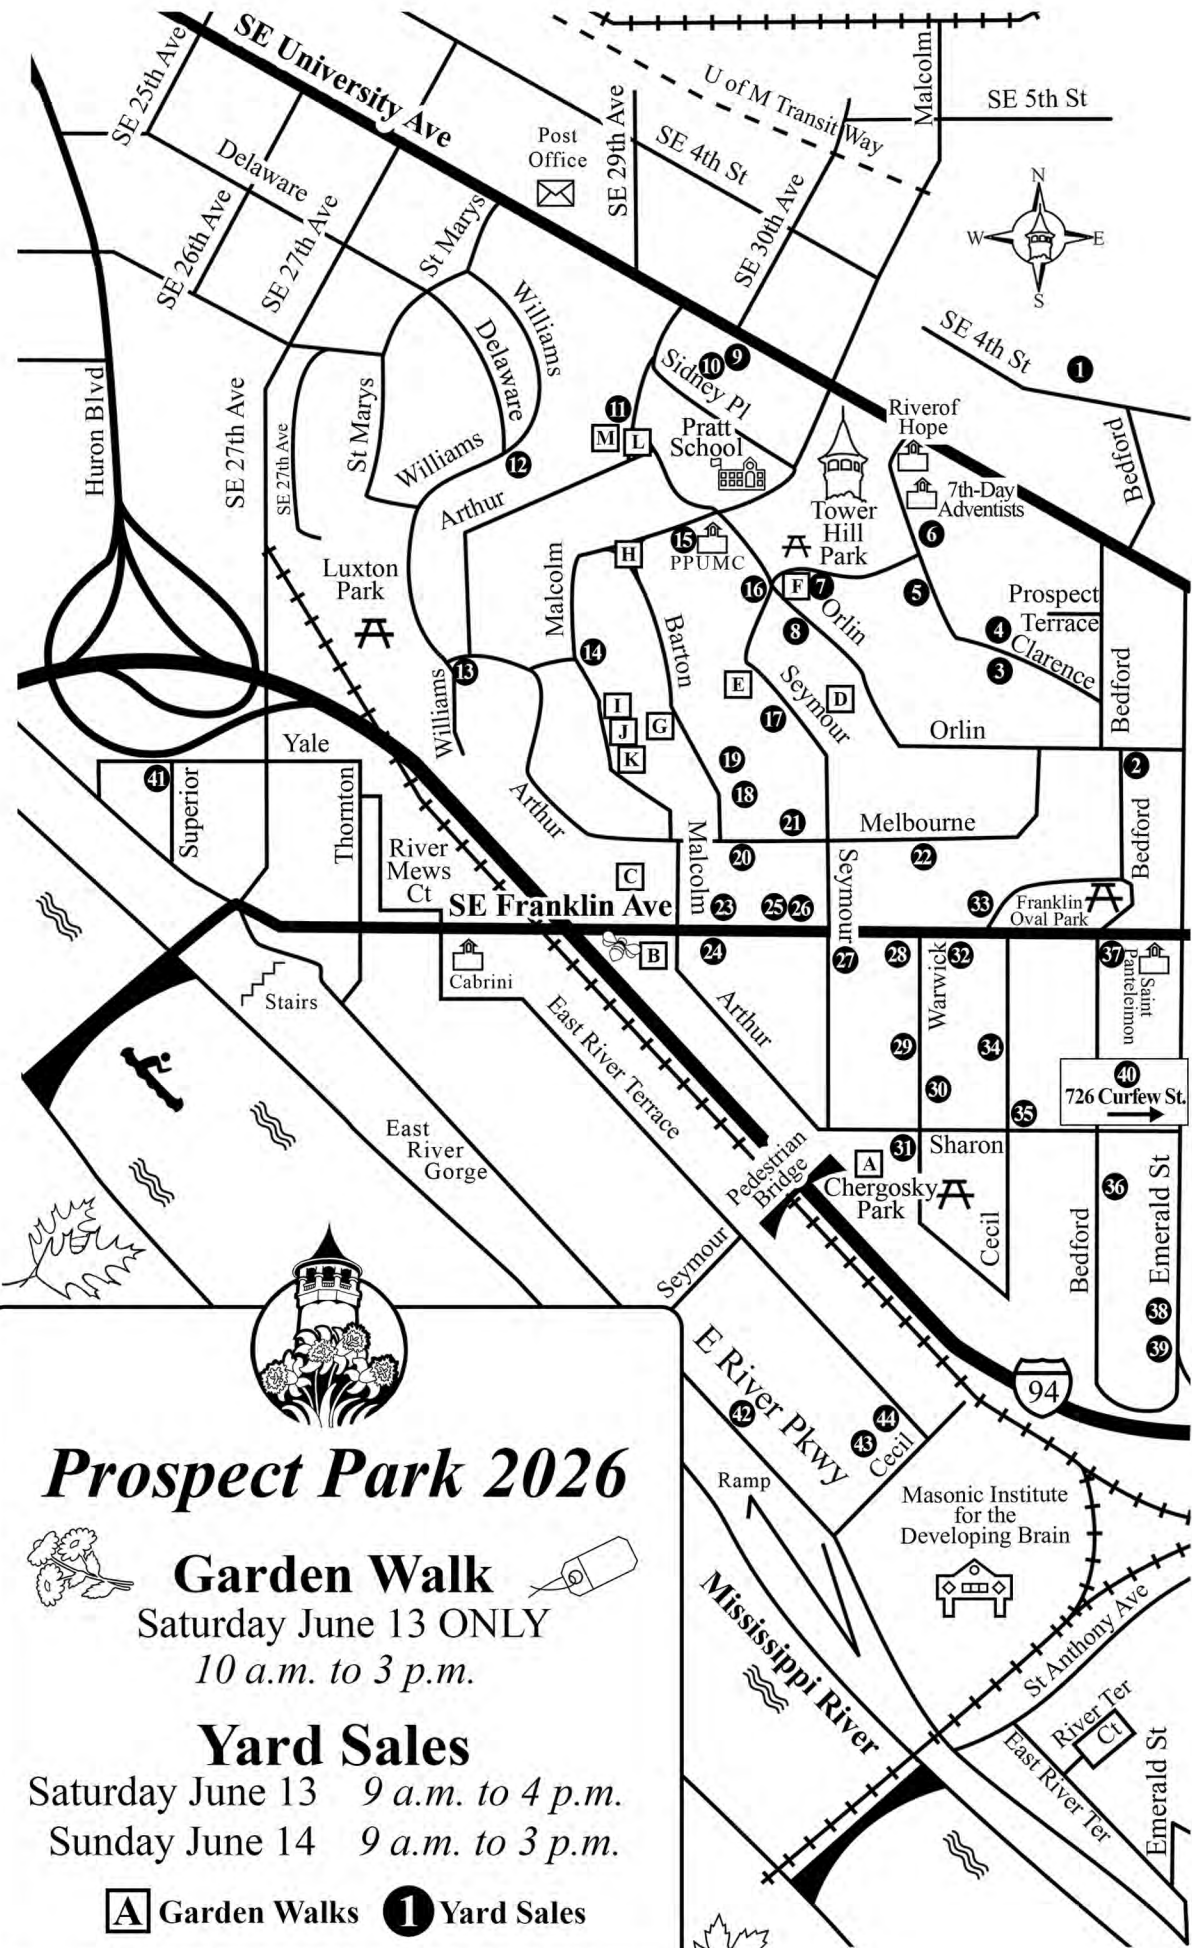 SE University Ave
SE 25th Ave
Delaware
SE 26th Ave
SE 27th Ave
St Marys
Post
Office
SE 29th Ave
SE 4th St
U of M Transit Way
Malcolm
SE 5th St
SE 30th Ave
N
W
E
S
SE 4th St
1
Williams
Delaware
Huron Blvd
SE 27th Ave
SE 27th Ave
St Marys
Williams
Sidney Pl
10
9
11
M
L
Pratt
School
12
Arthur
Riverof
Hope
7th-Day
Adventists
Bedford
Tower
Hill
Park
6
Luxton
Park
Malcolm
H
15
PPUMC
16
F
7
5
Prospect
Terrace
8
Orlin
4
Clarence
3
Bedford
Barton
14
13
Williams
E
Seymour
D
I
J
K
G
17
Orlin
2
19
18
Yale
41
Superior
Thornton
Arthur
21
Melbourne
Bedford
River
Mews
Ct
Malcolm
20
Seymour
22
C
SE Franklin Ave
23
25
26
33
Franklin
Oval Park
B
24
27
28
Warwick
32
37
Saint
Panteleimon
Cabrini
Stairs
Arthur
East River Terrace
29
34
40
726 Curfew St.
30
35
East
River
Gorge
Pedestrian
Bridge
31
Sharon
A
Chergosky
Park
Cecil
36
Bedford
Emerald St
Seymour
38
39
94
E River Pkwy
42
44
43
Cecil
Ramp
Masonic Institute
for the
Developing Brain
Mississippi River
St Anthony Ave
River Ter
Ct
East River Ter
Emerald St
Prospect Park 2026
Garden Walk
Saturday June 13 ONLY
10 a.m. to 3 p.m.
Yard Sales
Saturday June 13 9 a.m. to 4 p.m.
Sunday June 14 9 a.m. to 3 p.m.
A Garden Walks 1 Yard Sales